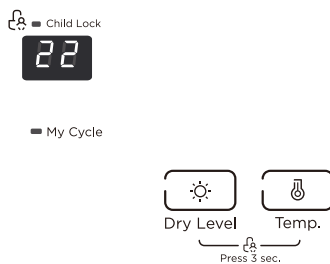 Child Lock
22
My Cycle
Dry Level Temp.
Press 3 sec.